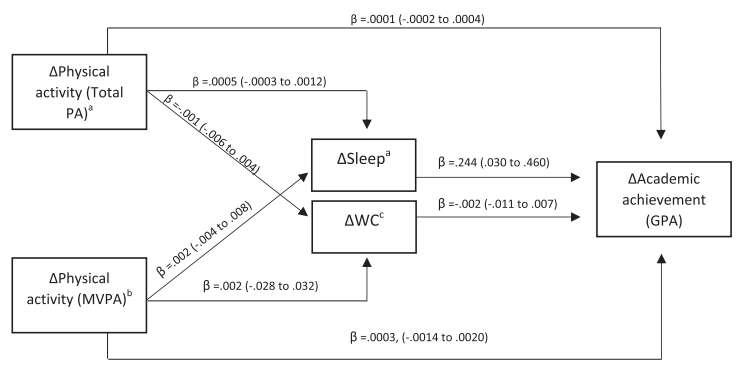 β =.0001 (-.0002 to .0004)
ΔPhysical
activity (Total
PA)ᵃ
β =.0005 (-.0003 to .0012)
β =-.001 (-.006 to .004)
ΔSleepᵃ
β =.244 (.030 to .460)
ΔAcademic
achievement
(GPA)
ΔWCᶜ
β =-.002 (-.011 to .007)
β =.002 (-.004 to .008)
ΔPhysical
activity (MVPA)ᵇ
β =.002 (-.028 to .032)
β =.0003, (-.0014 to .0020)